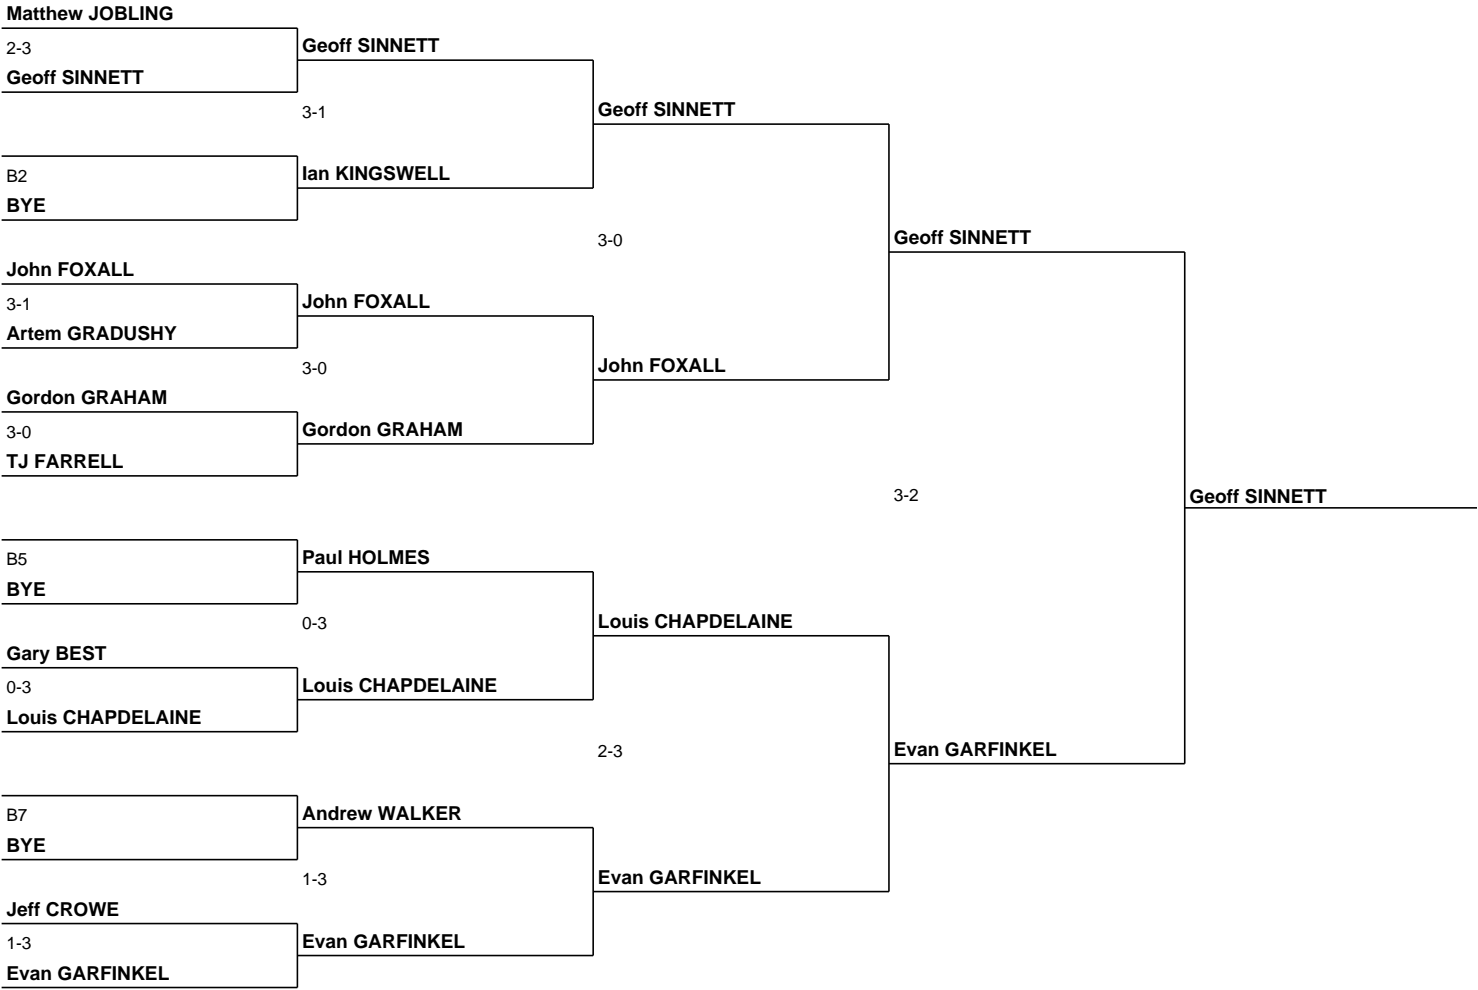 Matthew JOBLING
2-3
Geoff SINNETT
B2
BYE
John FOXALL
3-1
Artem GRADUSHY
Gordon GRAHAM
3-0
TJ FARRELL
B5
BYE
Gary BEST
0-3
Louis CHAPDELAINE
B7
BYE
Jeff CROWE
1-3
Evan GARFINKEL
Geoff SINNETT
3-1
Ian KINGSWELL
John FOXALL
3-0
Gordon GRAHAM
Paul HOLMES
0-3
Louis CHAPDELAINE
Andrew WALKER
1-3
Evan GARFINKEL
Geoff SINNETT
3-0
John FOXALL
Louis CHAPDELAINE
2-3
Evan GARFINKEL
Geoff SINNETT
3-2
Evan GARFINKEL
Geoff SINNETT